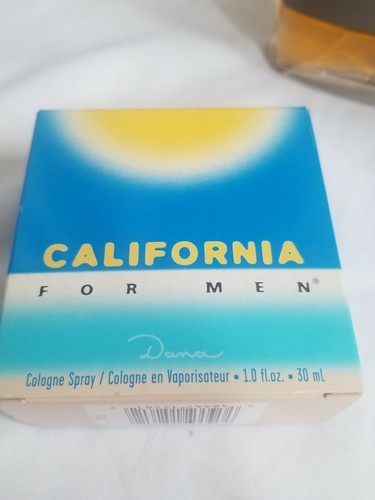 CALIFORNIA
FOR MEN®
Dana
Cologne Spray / Cologne en Vaporisateur • 1.0 fl.oz. • 30 mL